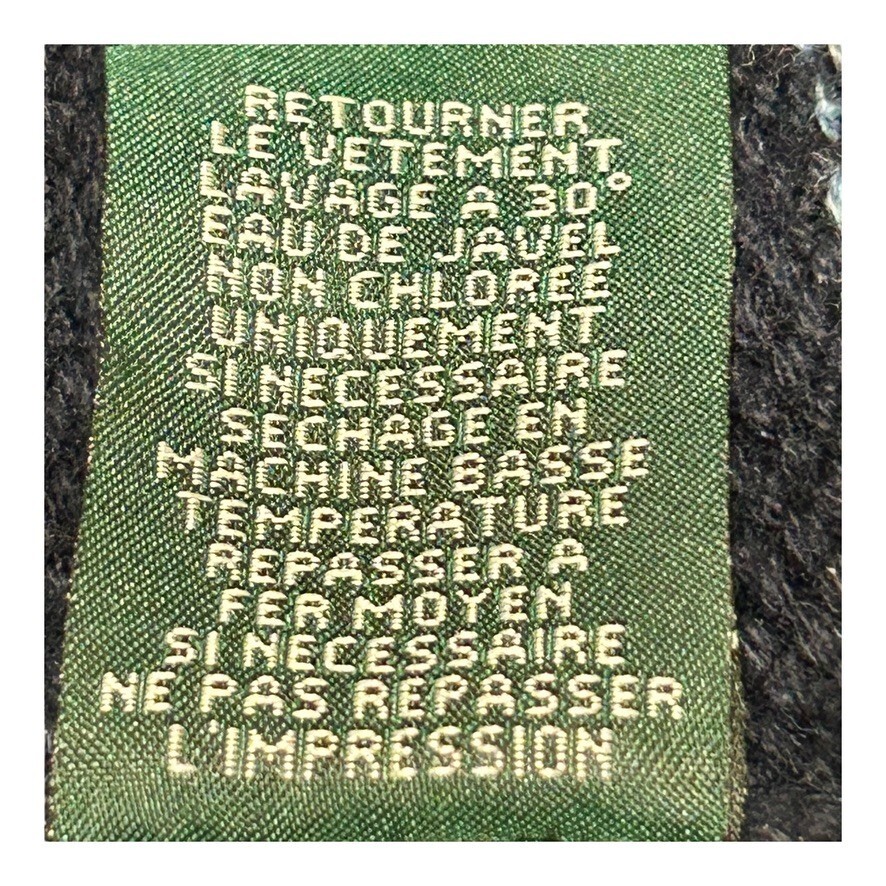 RETOURNER
LE VETEMENT
LAVAGE A 30°
EAU DE JAVEL
NON CHLOREE
UNIQUEMENT
SI NECESSAIRE
SECHAGE EN
MACHINE BASSE
TEMPERATURE
REPASSER A
FER MOYEN
SI NECESSAIRE
NE PAS REPASSER
L'IMPRESSION